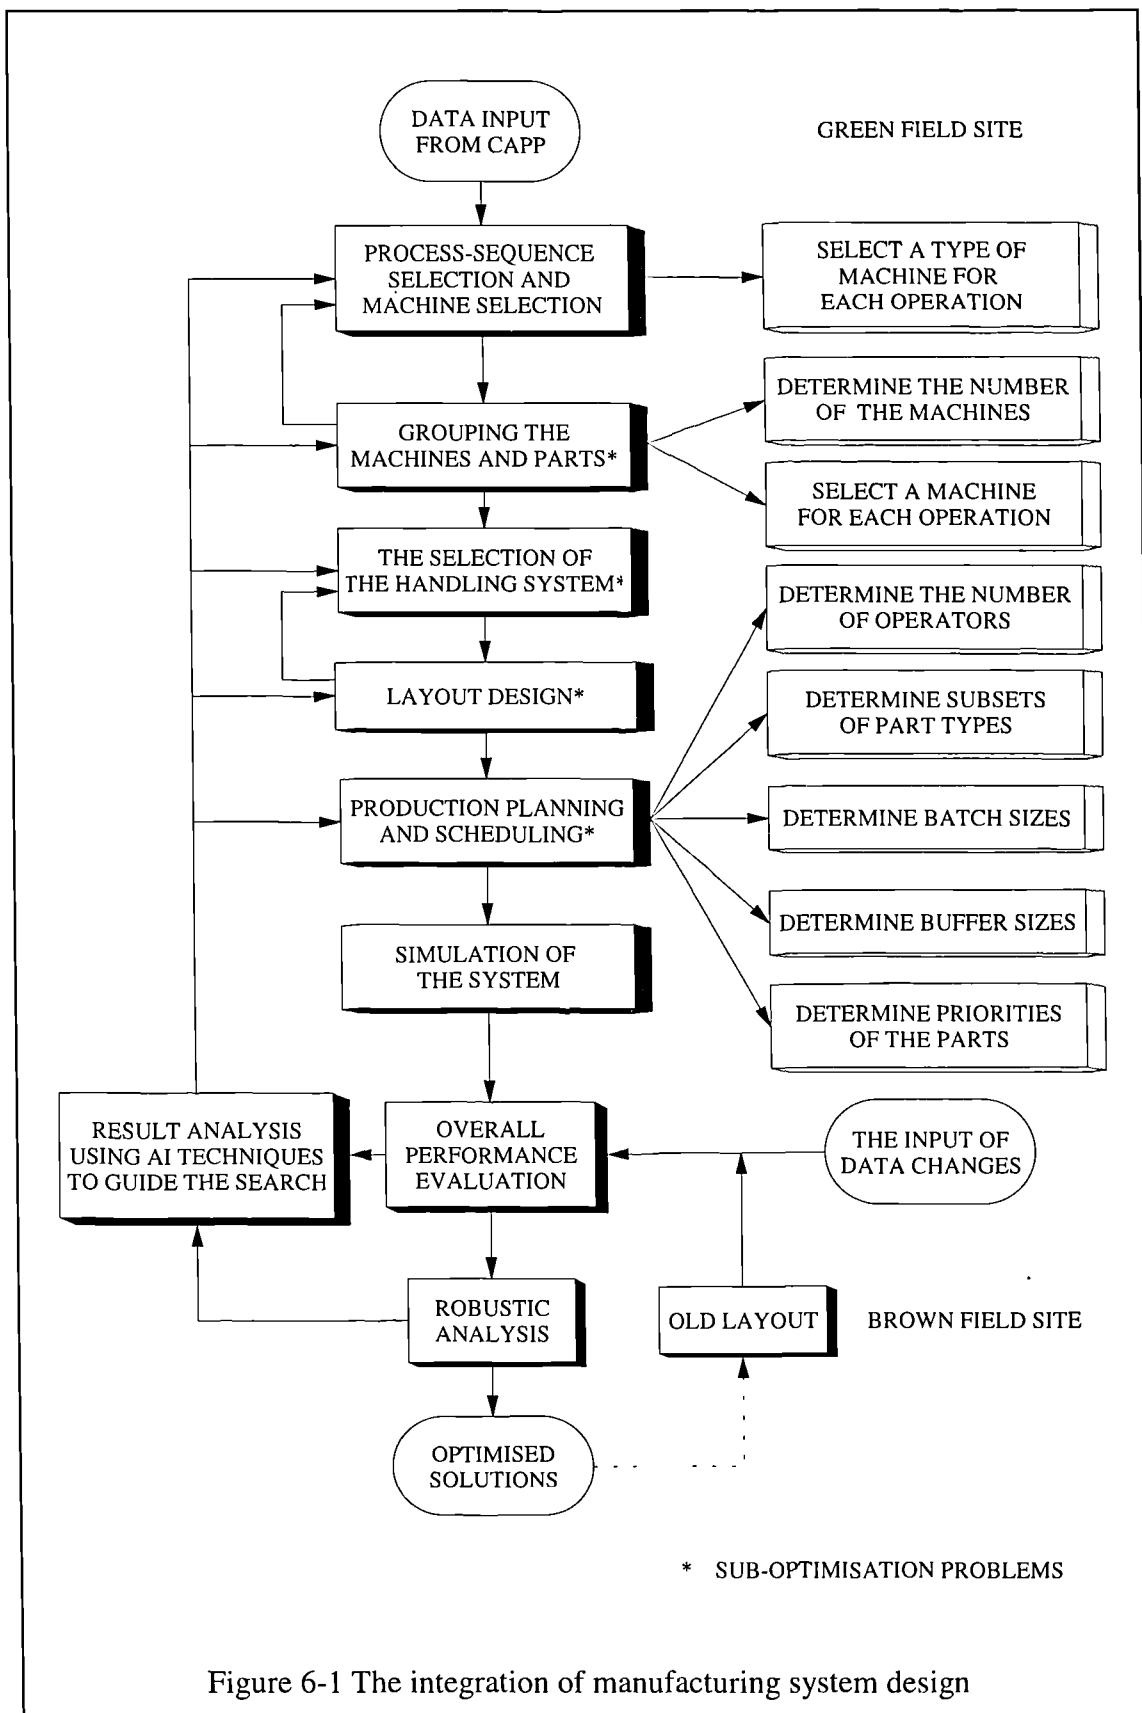 DATA INPUT
FROM CAPP
GREEN FIELD SITE
PROCESS-SEQUENCE
SELECTION AND
MACHINE SELECTION
SELECT A TYPE OF
MACHINE FOR
EACH OPERATION
GROUPING THE
MACHINES AND PARTS*
DETERMINE THE NUMBER
OF THE MACHINES
SELECT A MACHINE
FOR EACH OPERATION
THE SELECTION OF
THE HANDLING SYSTEM*
DETERMINE THE NUMBER
OF OPERATORS
LAYOUT DESIGN*
DETERMINE SUBSETS
OF PART TYPES
PRODUCTION PLANNING
AND SCHEDULING*
DETERMINE BATCH SIZES
DETERMINE BUFFER SIZES
SIMULATION OF
THE SYSTEM
DETERMINE PRIORITIES
OF THE PARTS
RESULT ANALYSIS
USING AI TECHNIQUES
TO GUIDE THE SEARCH
OVERALL
PERFORMANCE
EVALUATION
THE INPUT OF
DATA CHANGES
ROBUSTIC
ANALYSIS
OLD LAYOUT
BROWN FIELD SITE
OPTIMISED
SOLUTIONS
* SUB-OPTIMISATION PROBLEMS
Figure 6-1 The integration of manufacturing system design